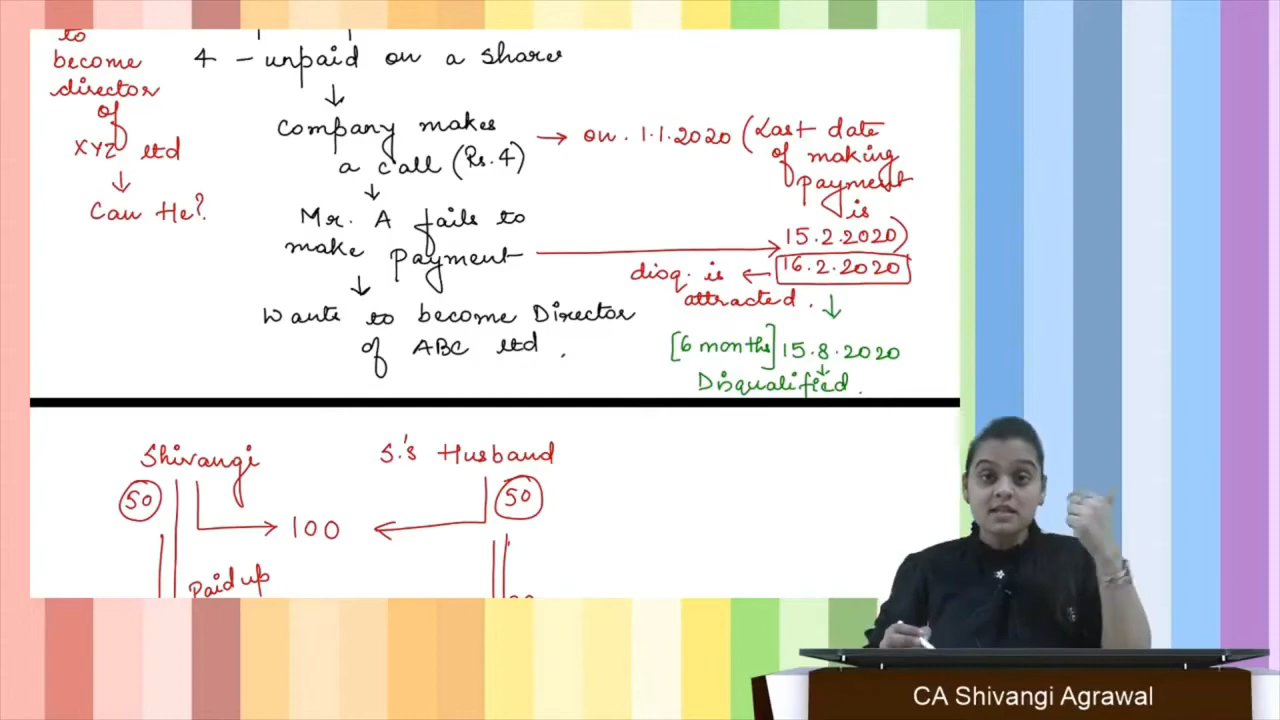 to
become
director
of
XYZ ltd
Can He?
4 - unpaid on a share
Company makes
a call (Rs. 4)
Mr. A fails to
make payment
Wants to become Director
of ABC ltd.
on 1.1.2020 (Last date
of making
payment
is
15.2.2020)
16.2.2020
disq. is
attracted.
[6 months] 15.8.2020
Disqualified.
Shivangi
S.'s Husband
50
50
100
Paid up
CA Shivangi Agrawal